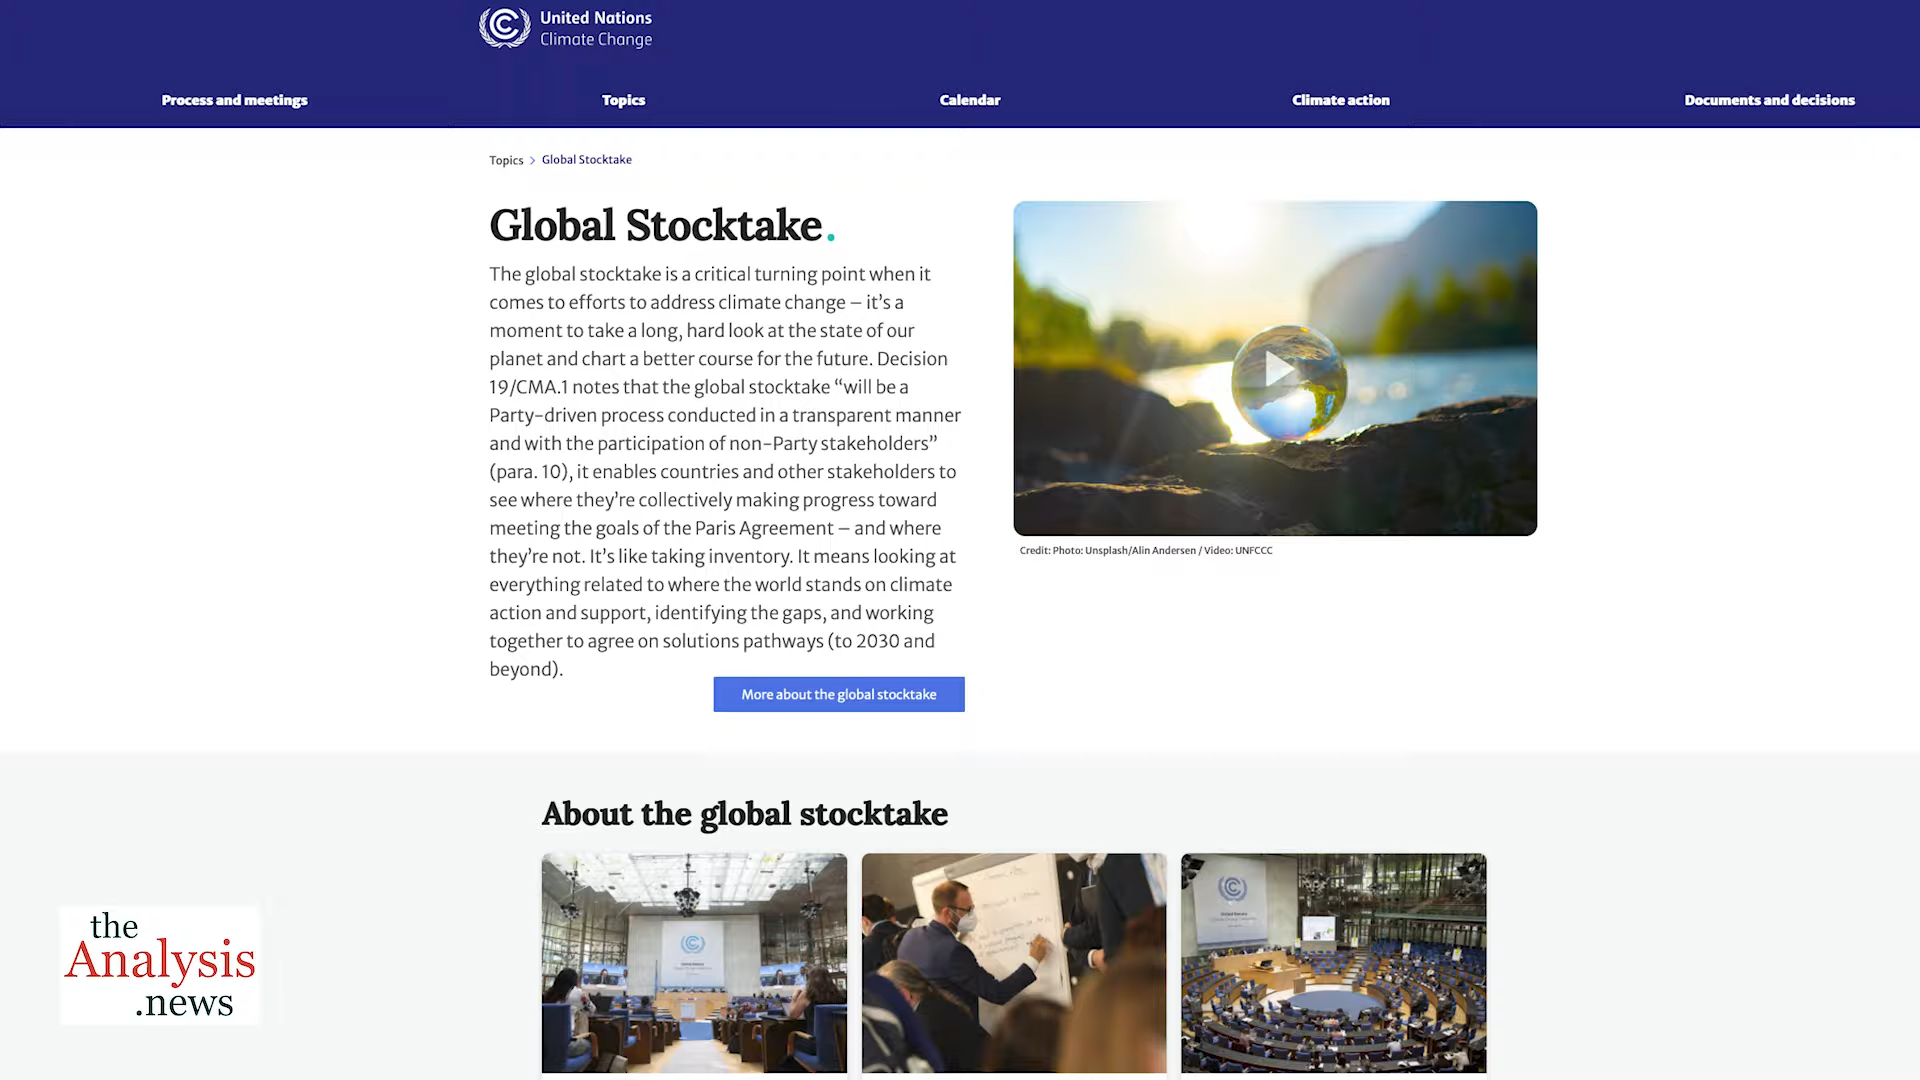 United Nations
Climate Change
Process and meetings
Topics
Calendar
Climate action
Documents and decisions
Topics > Global Stocktake
Global Stocktake.
The global stocktake is a critical turning point when it
comes to efforts to address climate change – it’s a
moment to take a long, hard look at the state of our
planet and chart a better course for the future. Decision
19/CMA.1 notes that the global stocktake “will be a
Party-driven process conducted in a transparent manner
and with the participation of non-Party stakeholders”
(para. 10), it enables countries and other stakeholders to
see where they’re collectively making progress toward
meeting the goals of the Paris Agreement – and where
they’re not. It’s like taking inventory. It means looking at
everything related to where the world stands on climate
action and support, identifying the gaps, and working
together to agree on solutions pathways (to 2030 and
beyond).
Credit: Photo: Unsplash/Alin Andersen / Video: UNFCCC
More about the global stocktake
About the global stocktake
the
Analysis
.news